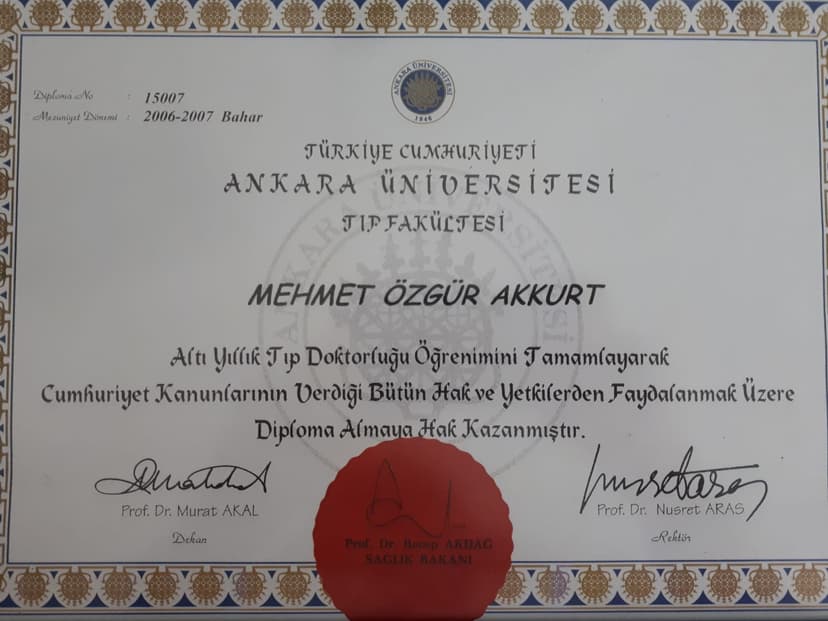 ANKARA ÜNİVERSİTESİ
1946
Diploma No : 15007
Mezuniyet Dönemi : 2006-2007 Bahar
TÜRKİYE CUMHURİYETİ
ANKARA ÜNİVERSİTESİ
TIP FAKÜLTESİ
MEHMET ÖZGÜR AKKURT
Altı Yıllık Tıp Doktorluğu Öğrenimini Tamamlayarak
Cumhuriyet Kanunlarının Verdiği Bütün Hak ve Yetkilerden Faydalanmak Üzere
Diploma Almaya Hak Kazanmıştır.
Prof. Dr. Murat AKAL
Dekan
Prof. Dr. Recep AKDAĞ
SAĞLIK BAKANI
Prof. Dr. Nusret ARAS
Rektör